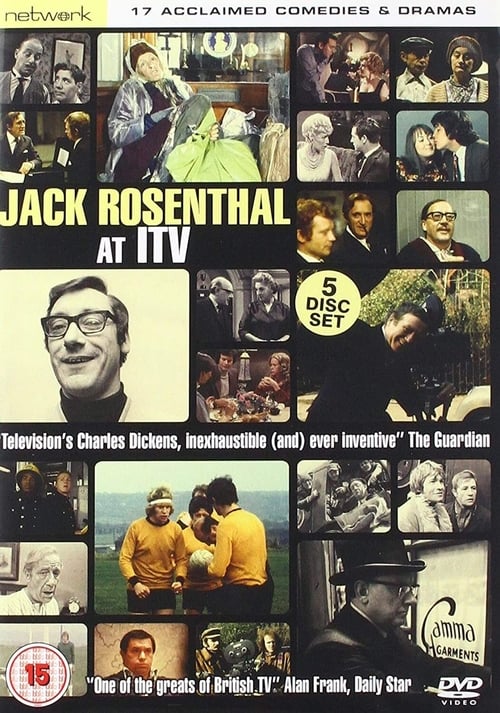 network
17 ACCLAIMED COMEDIES & DRAMAS
JACK ROSENTHAL
AT ITV
5
DISC
SET
Television's Charles Dickens, inexhaustible (and) ever inventive" The Guardian
Gamma
GARMENTS
15
"One of the greats of British TV" Alan Frank, Daily Star
DVD
VIDEO